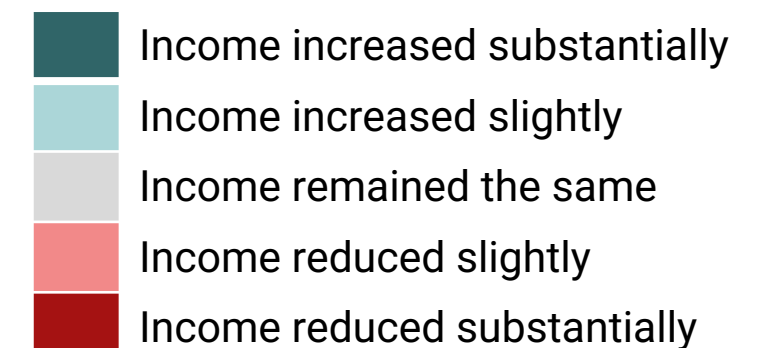 Income increased substantially
Income increased slightly
Income remained the same
Income reduced slightly
Income reduced substantially